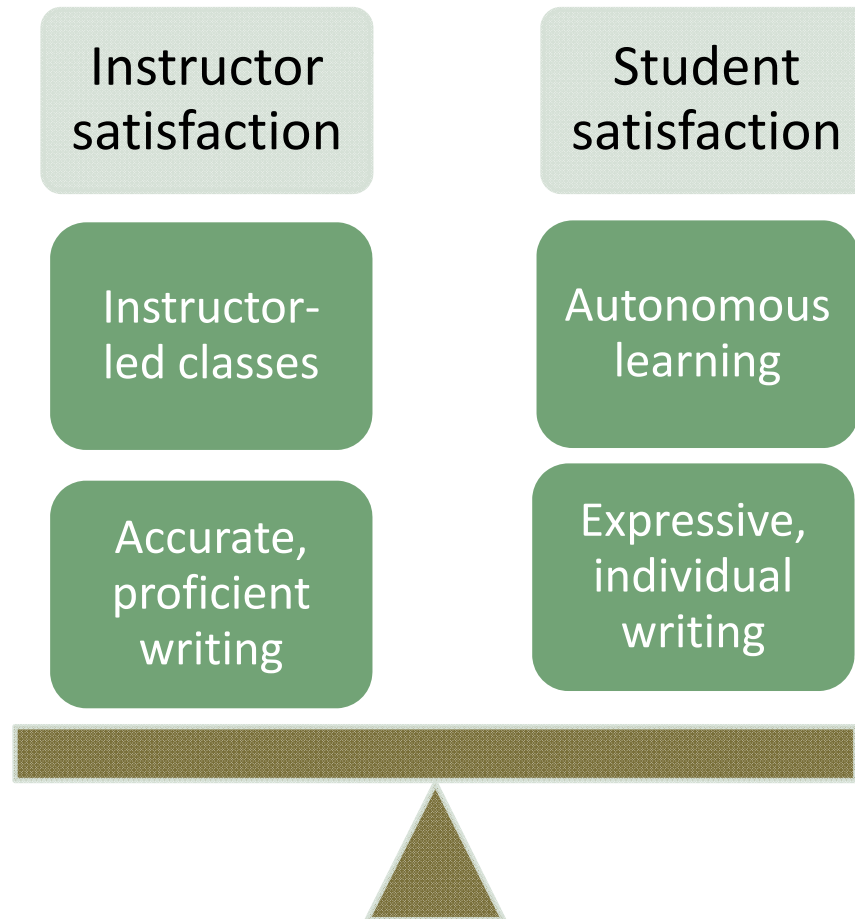 Instructor
satisfaction
Student
satisfaction
Instructor-
led classes
Autonomous
learning
Accurate,
proficient
writing
Expressive,
individual
writing